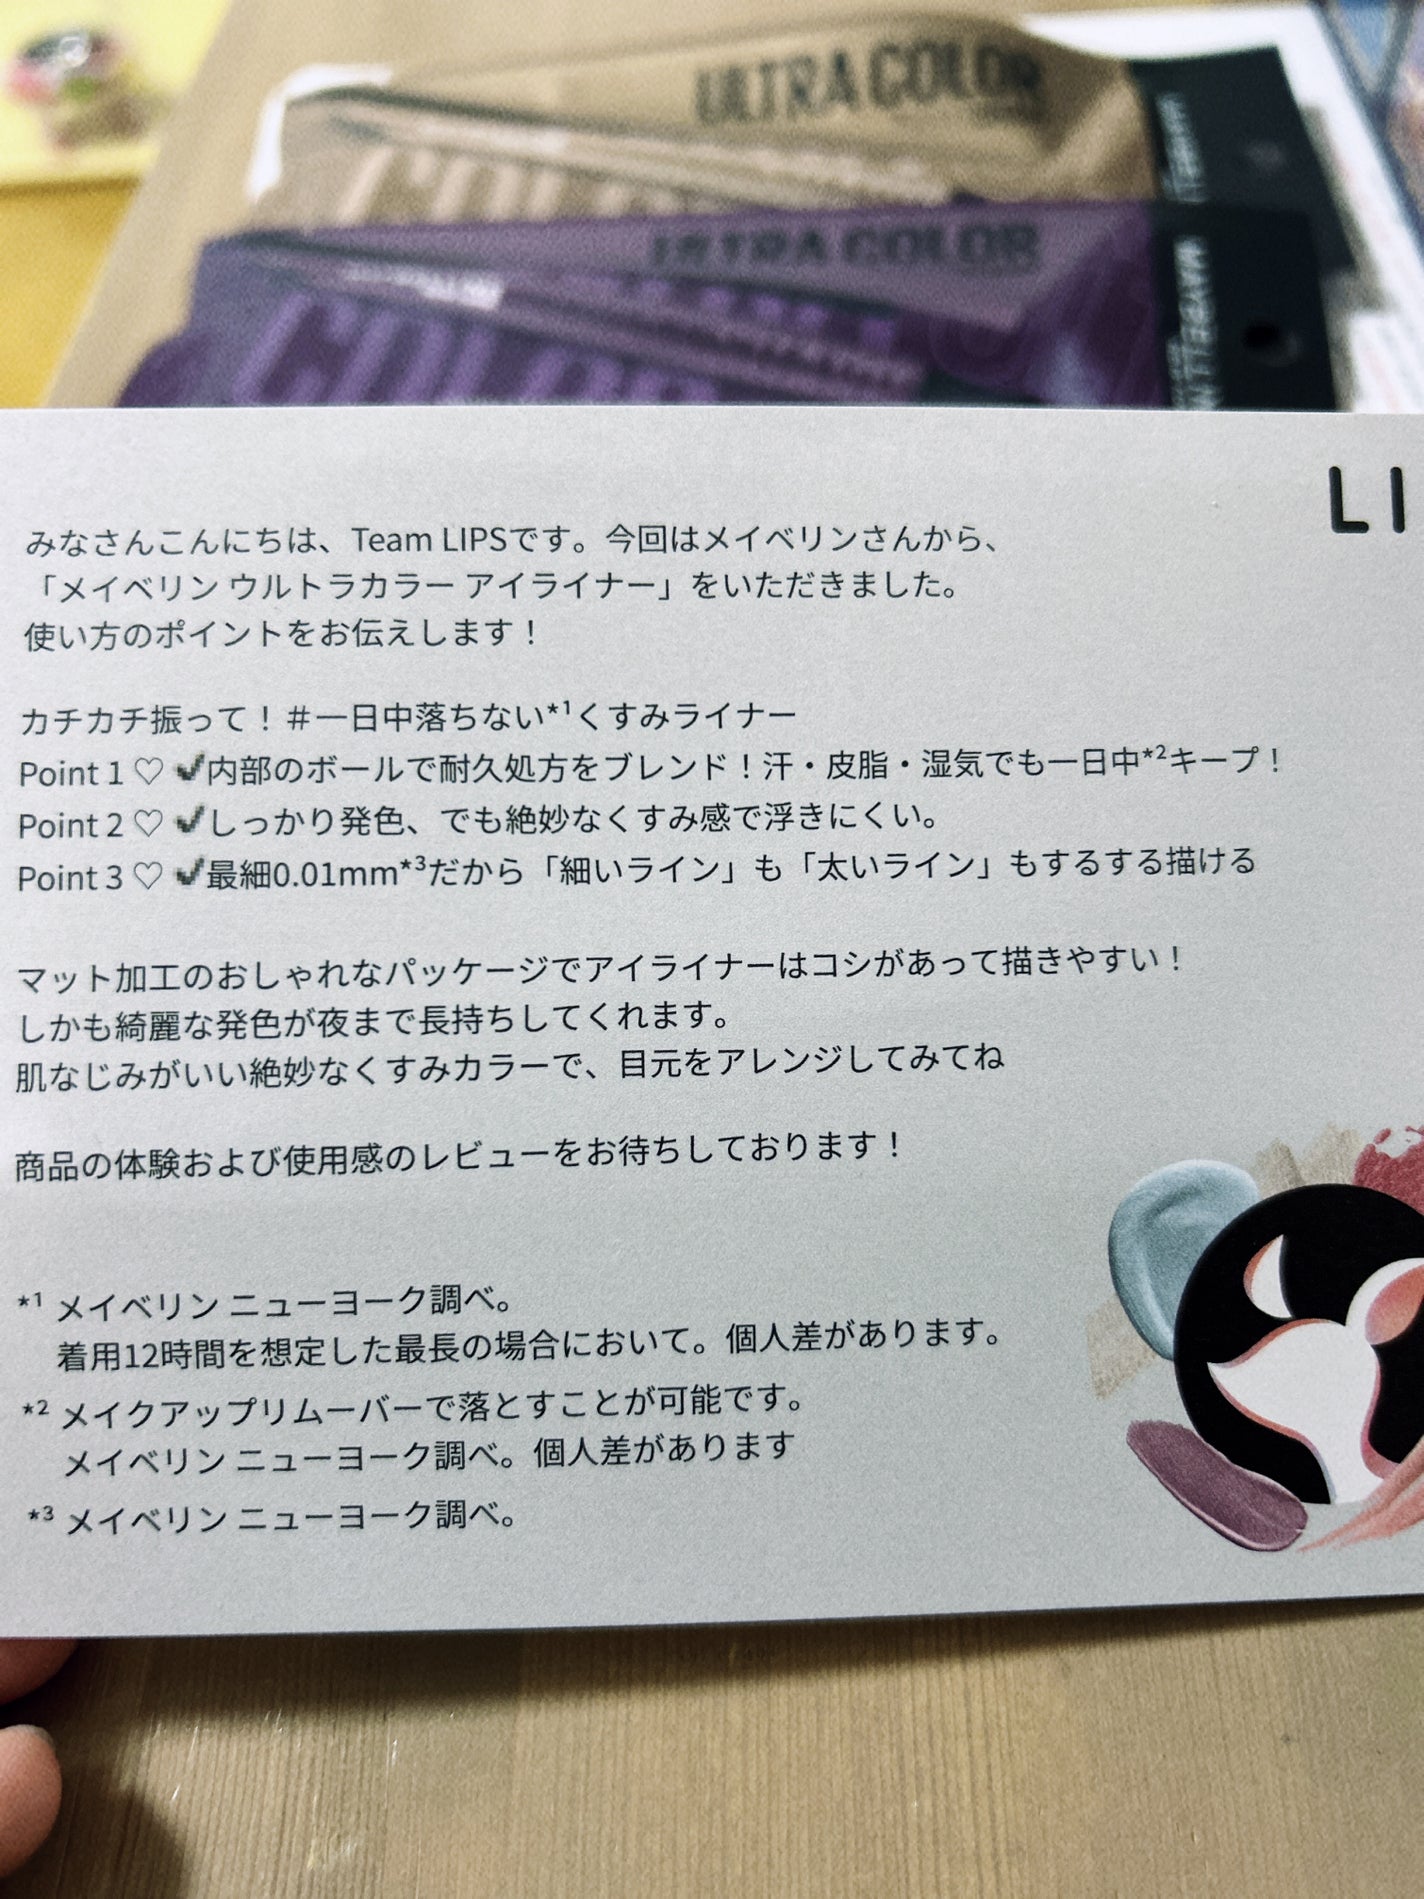 ULTRA COLOR
MAYBELLINE
ULTRA COLOR
COLOR
MAYBELLINE
LI
みなさんこんにちは、Team LIPSです。今回はメイベリンさんから、
「メイベリン ウルトラカラー アイライナー」をいただきました。
使い方のポイントをお伝えします！
カチカチ振って！＃一日中落ちない*¹くすみライナー
Point 1 ♡ ✔内部のボールで耐久処方をブレンド！汗・皮脂・湿気でも一日中*²キープ！
Point 2 ♡ ✔しっかり発色、でも絶妙なくすみ感で浮きにくい。
Point 3 ♡ ✔最細0.01mm*³だから「細いライン」も「太いライン」もするする描ける
マット加工のおしゃれなパッケージでアイライナーはコシがあって描きやすい！
しかも綺麗な発色が夜まで長持ちしてくれます。
肌なじみがいい絶妙なくすみカラーで、目元をアレンジしてみてね
商品の体験および使用感のレビューをお待ちしております！
*¹ メイベリン ニューヨーク調べ。
着用12時間を想定した最長の場合において。個人差があります。
*² メイクアップリムーバーで落とすことが可能です。
メイベリン ニューヨーク調べ。個人差があります
*³ メイベリン ニューヨーク調べ。